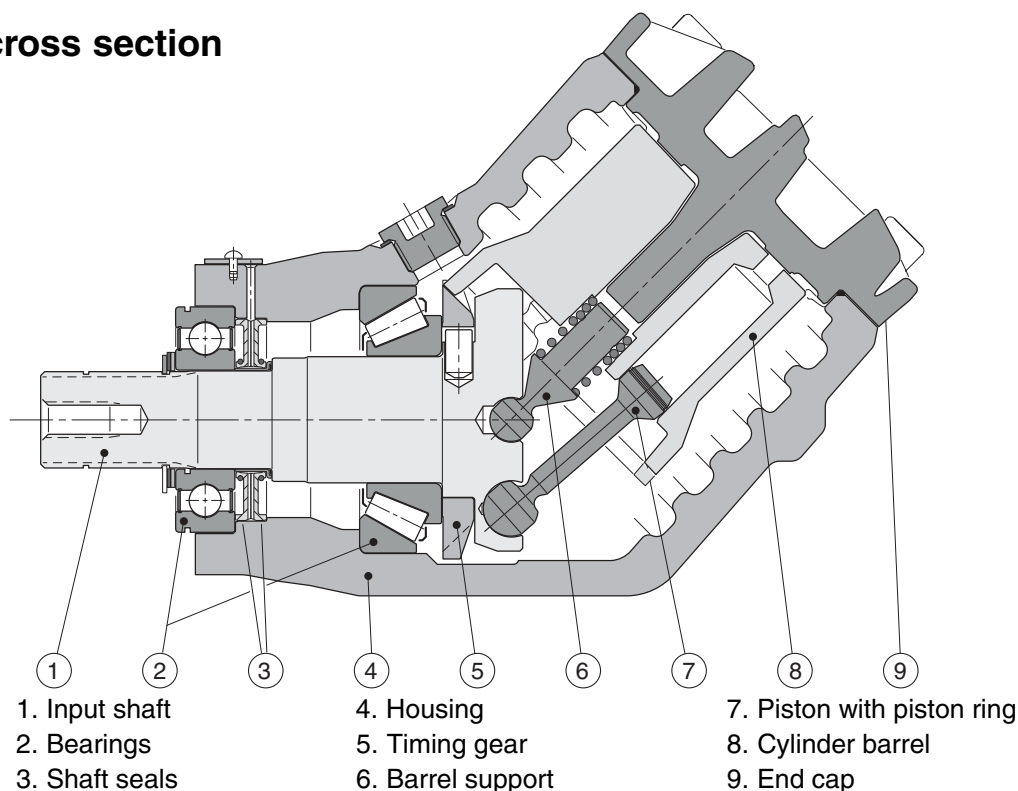 cross section
1 2 3 4 5 6 7 8 9
1. Input shaft
2. Bearings
3. Shaft seals
4. Housing
5. Timing gear
6. Barrel support
7. Piston with piston ring
8. Cylinder barrel
9. End cap